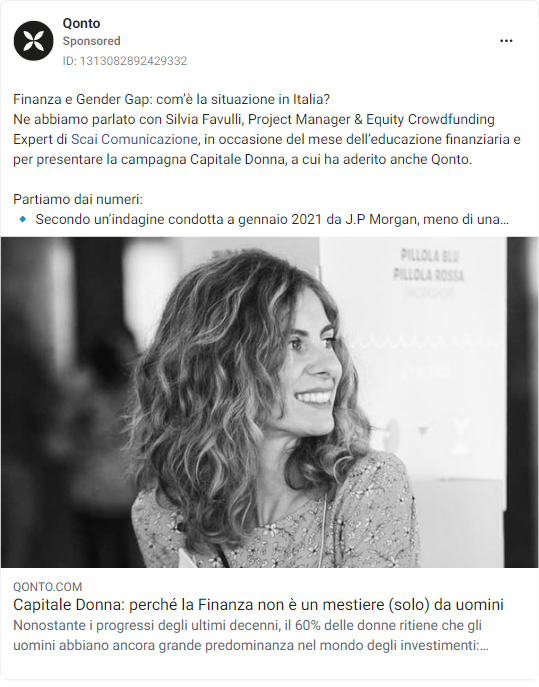 Qonto
Sponsored
ID: 1313082892429332
Finanza e Gender Gap: com’è la situazione in Italia?
Ne abbiamo parlato con Silvia Favulli, Project Manager & Equity Crowdfunding
Expert di Scai Comunicazione, in occasione del mese dell’educazione finanziaria e
per presentare la campagna Capitale Donna, a cui ha aderito anche Qonto.
Partiamo dai numeri:
Secondo un’indagine condotta a gennaio 2021 da J.P Morgan, meno di una...
PILLOLA BLU
PILLOLA ROSSA
QONTO.COM
Capitale Donna: perché la Finanza non è un mestiere (solo) da uomini
Nonostante i progressi degli ultimi decenni, il 60% delle donne ritiene che gli
uomini abbiano ancora grande predominanza nel mondo degli investimenti:...